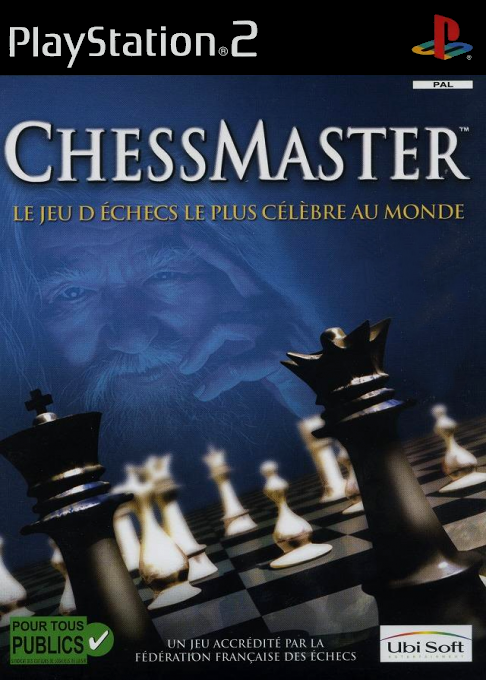 PlayStation®2
PAL
CHESSMASTER™
LE JEU D ÉCHECS LE PLUS CÉLÈBRE AU MONDE
POUR TOUS
PUBLICS
UN JEU ACCRÉDITÉ PAR LA
FÉDÉRATION FRANÇAISE DES ÉCHECS
Ubi Soft
ENTERTAINMENT